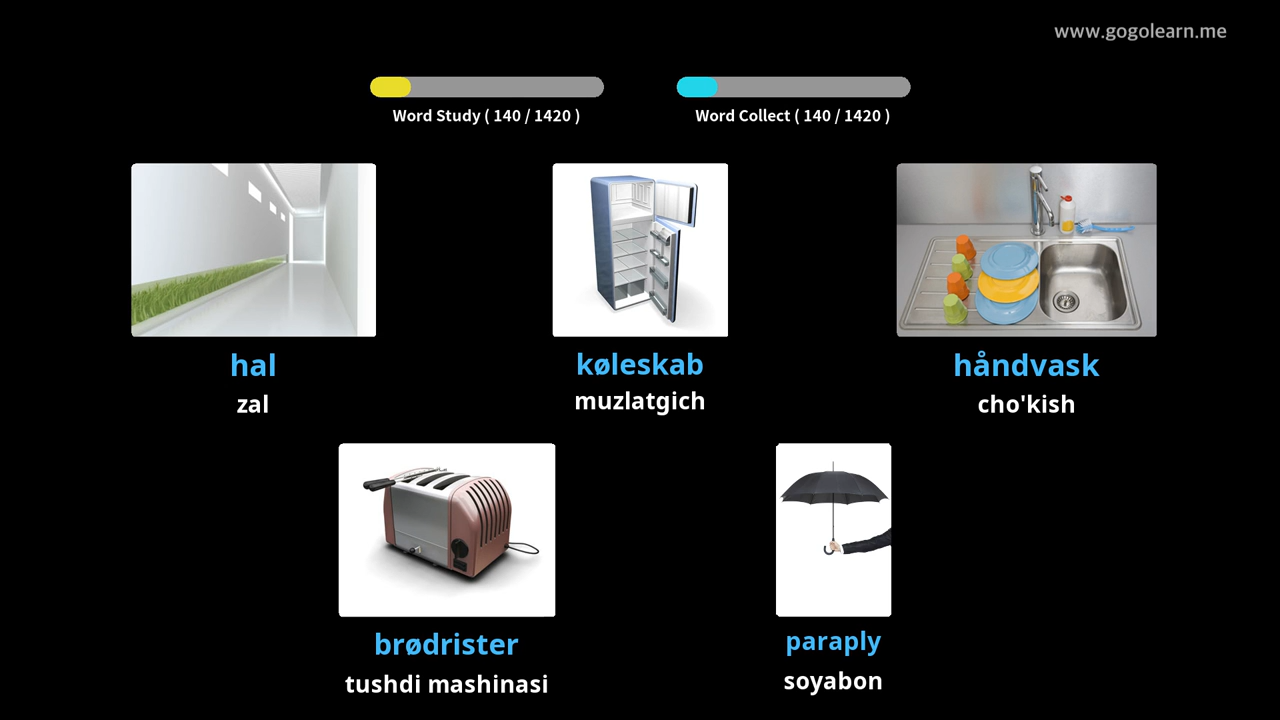 www.gogolearn.me
Word Study ( 140 / 1420 )
Word Collect ( 140 / 1420 )
hal
zal
køleskab
muzlatgich
håndvask
cho'kish
brødrister
tushdi mashinasi
paraply
soyabon